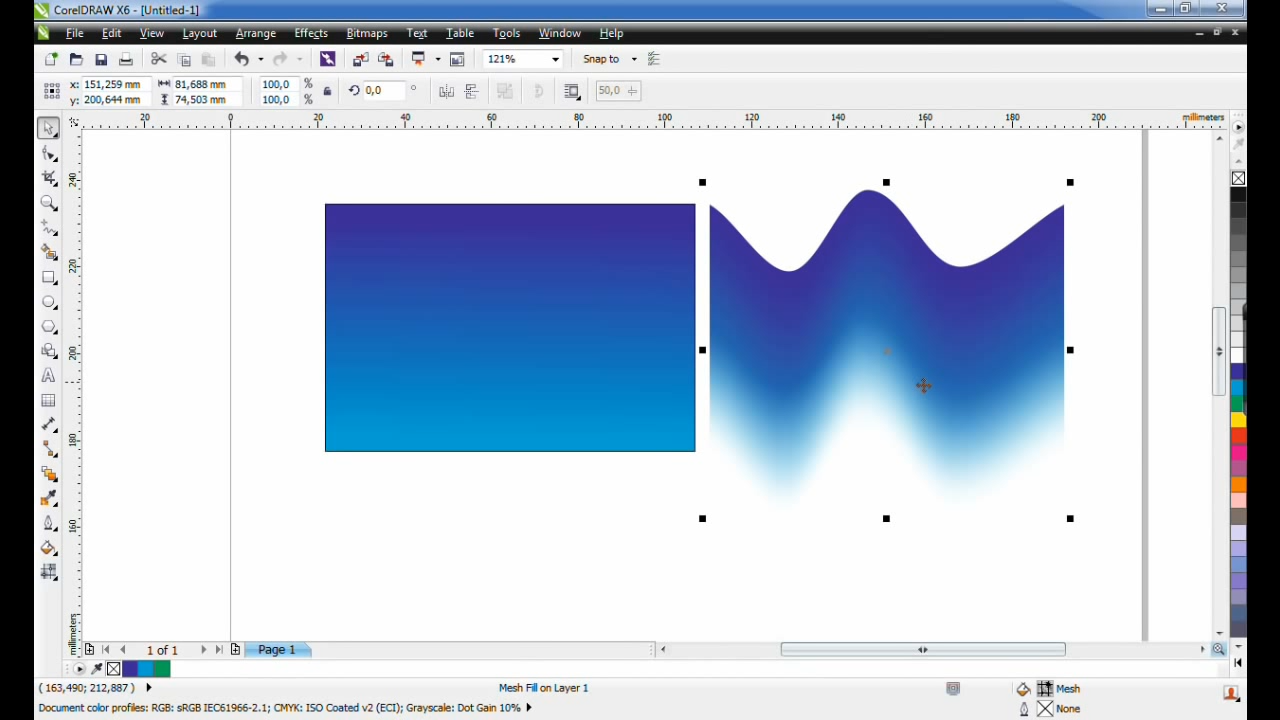 CorelDRAW X6 - [Untitled-1]
File Edit View Layout Arrange Effects Bitmaps Text Table Tools Window Help
121% Snap to
x: 151,259 mm 81,688 mm 100,0 % 0,0 ° 50,0
y: 200,644 mm 74,503 mm 100,0 %
20 0 20 40 60 80 100 120 140 160 180 200 millimeters
240
220
200
180
160
millimeters
1 of 1 Page 1
( 163,490; 212,887 ) Mesh Fill on Layer 1 Mesh
Document color profiles: RGB: sRGB IEC61966-2.1; CMYK: ISO Coated v2 (ECI); Grayscale: Dot Gain 10% None